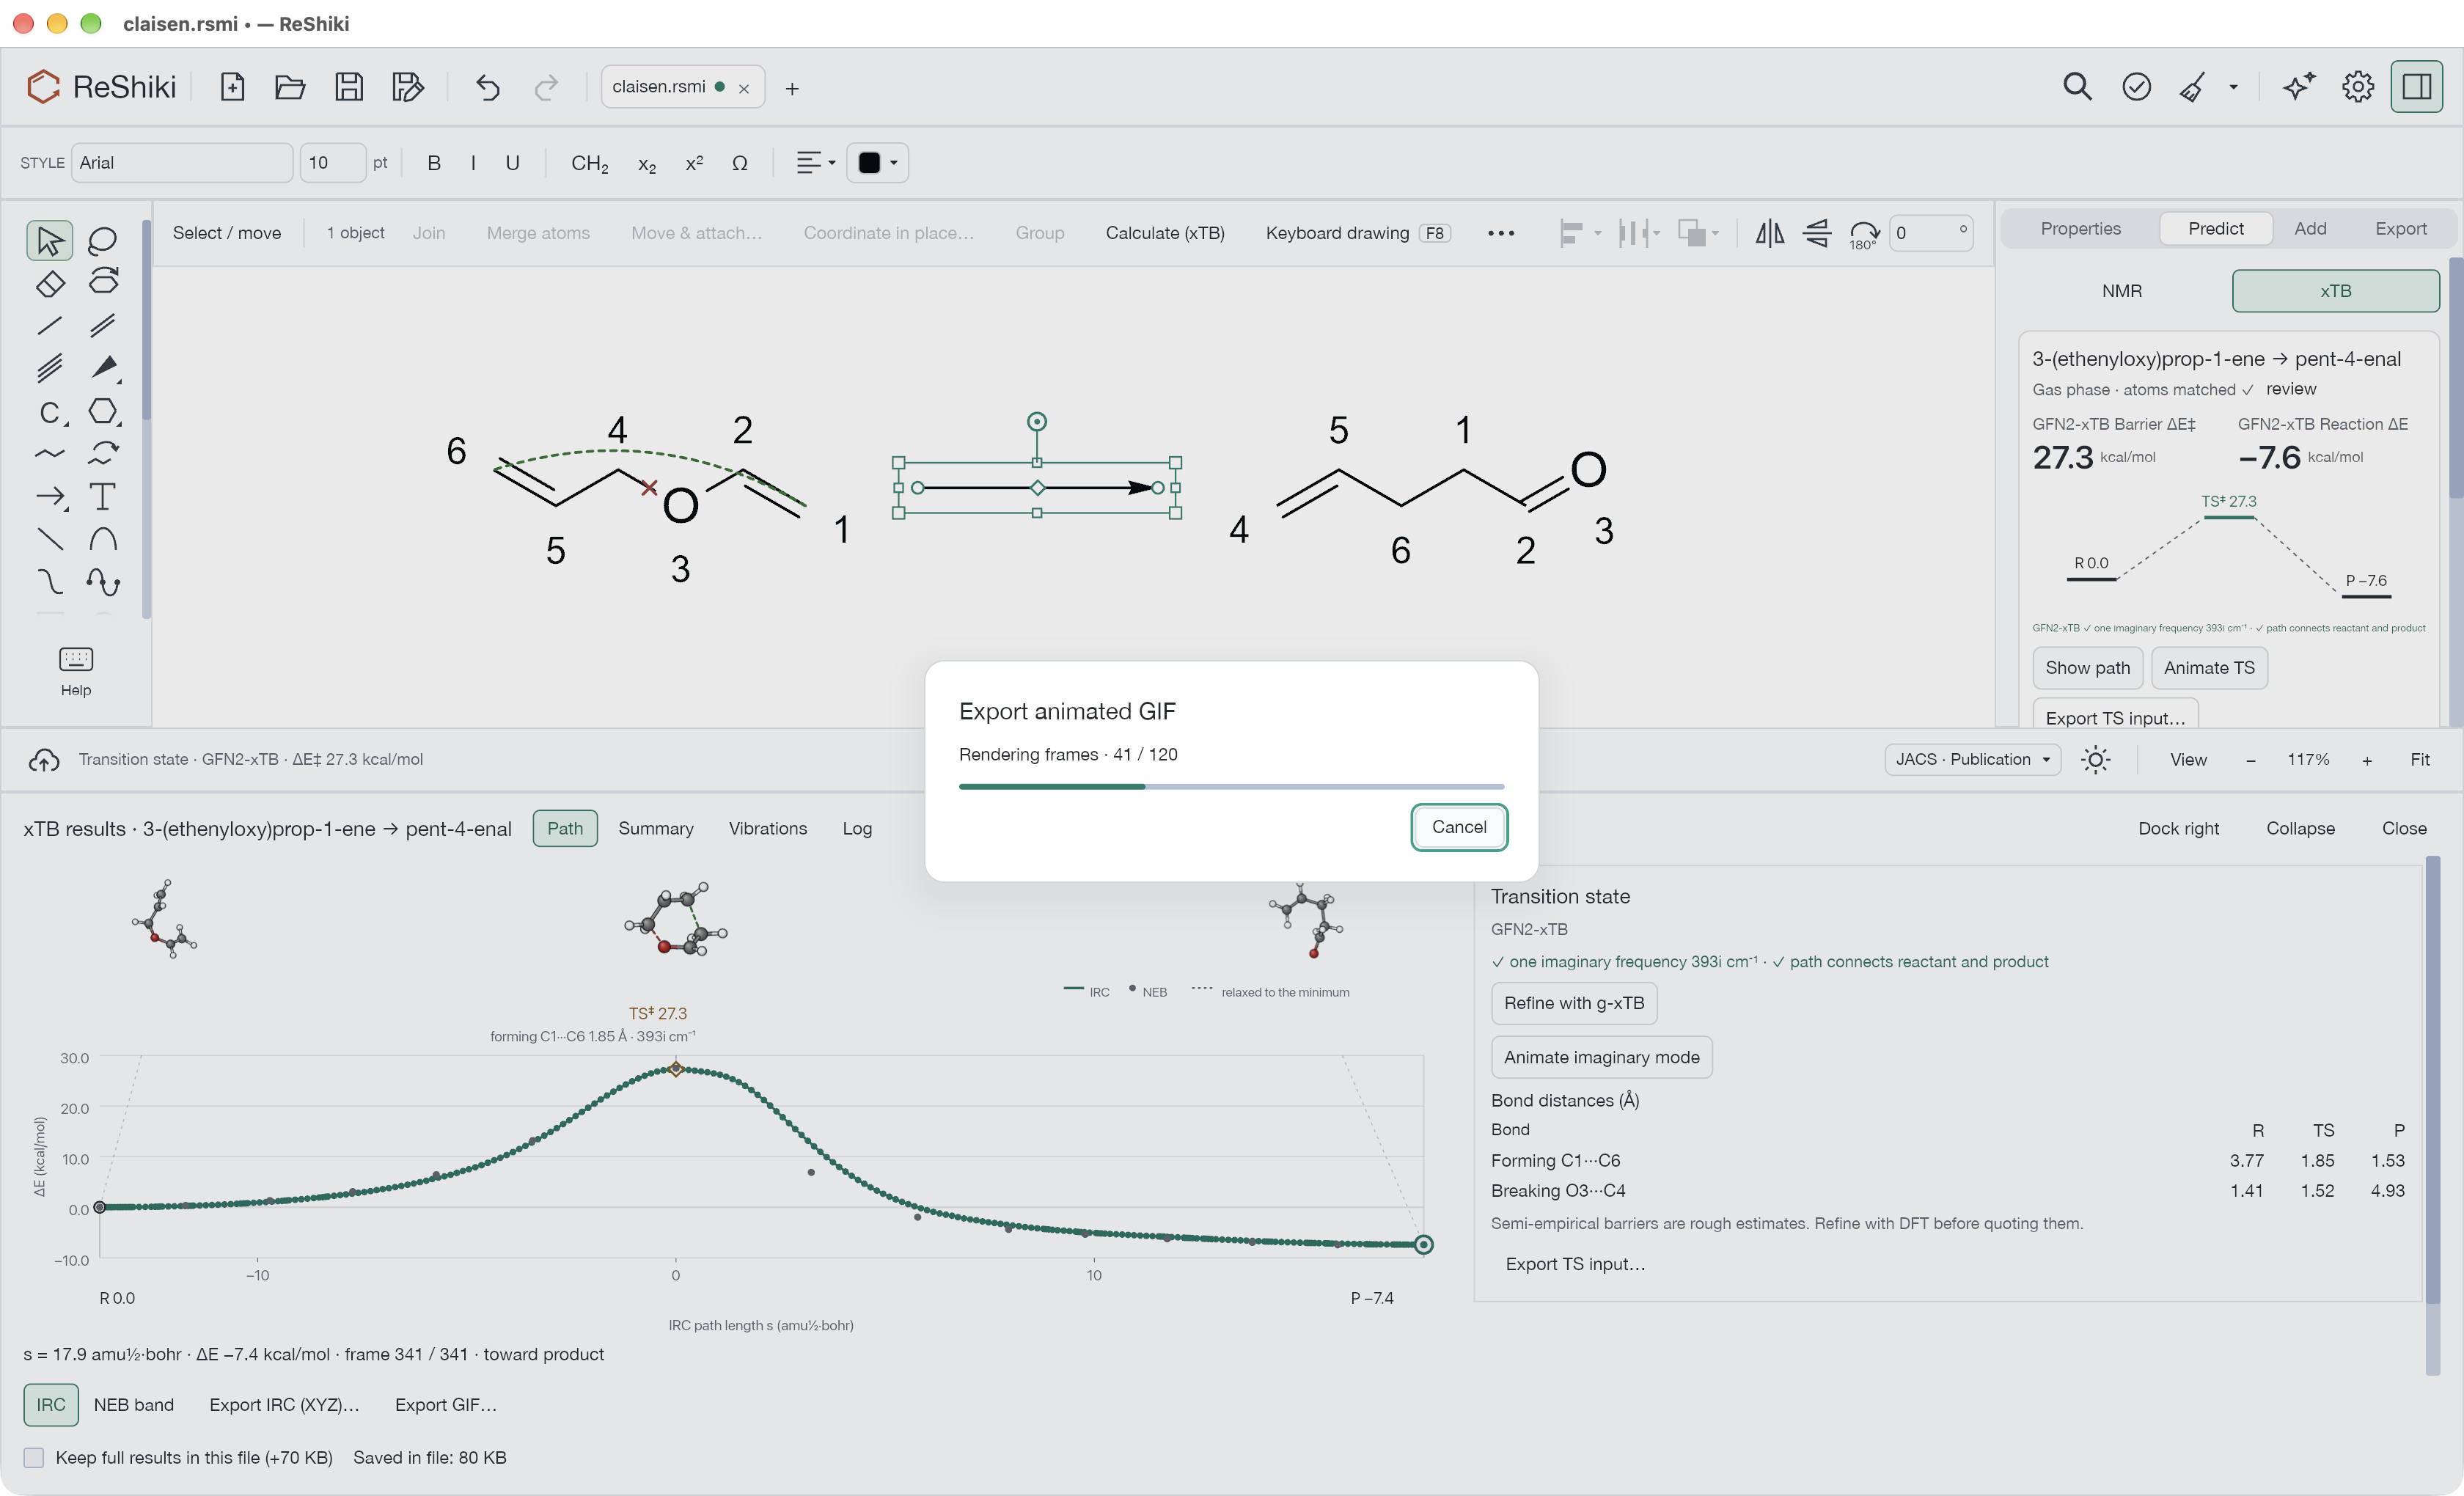 claisen.rsmi • — ReShiki
ReShiki
claisen.rsmi
STYLE Arial 10 pt B I U CH₂ x₂ x² Ω
Select / move 1 object Join Merge atoms Move & attach… Coordinate in place… Group Calculate (xTB) Keyboard drawing F8 ••• 180° 0 °
Properties Predict Add Export
NMR xTB
3-(ethenyloxy)prop-1-ene → pent-4-enal
Gas phase · atoms matched ✓ review
GFN2-xTB Barrier ΔE‡ GFN2-xTB Reaction ΔE
27.3 kcal/mol −7.6 kcal/mol
TS‡ 27.3
R 0.0
P −7.6
GFN2-xTB ✓ one imaginary frequency 393i cm⁻¹ · ✓ path connects reactant and product
Show path Animate TS
Export TS input…
C
T
Help
6 4 2
O
5 3 1
5 1
O
4 6 2 3
Export animated GIF
Rendering frames · 41 / 120
Cancel
Transition state · GFN2-xTB · ΔE‡ 27.3 kcal/mol
JACS · Publication View − 117% + Fit
xTB results · 3-(ethenyloxy)prop-1-ene → pent-4-enal Path Summary Vibrations Log
Dock right Collapse Close
IRC NEB relaxed to the minimum
TS‡ 27.3
forming C1···C6 1.85 Å · 393i cm⁻¹
30.0
20.0
10.0
0.0
−10.0
ΔE (kcal/mol)
−10 0 10
R 0.0 P −7.4
IRC path length s (amu½·bohr)
s = 17.9 amu½·bohr · ΔE −7.4 kcal/mol · frame 341 / 341 · toward product
IRC NEB band Export IRC (XYZ)… Export GIF…
Keep full results in this file (+70 KB) Saved in file: 80 KB
Transition state
GFN2-xTB
✓ one imaginary frequency 393i cm⁻¹ · ✓ path connects reactant and product
Refine with g-xTB
Animate imaginary mode
Bond distances (Å)
Bond R TS P
Forming C1···C6 3.77 1.85 1.53
Breaking O3···C4 1.41 1.52 4.93
Semi-empirical barriers are rough estimates. Refine with DFT before quoting them.
Export TS input…